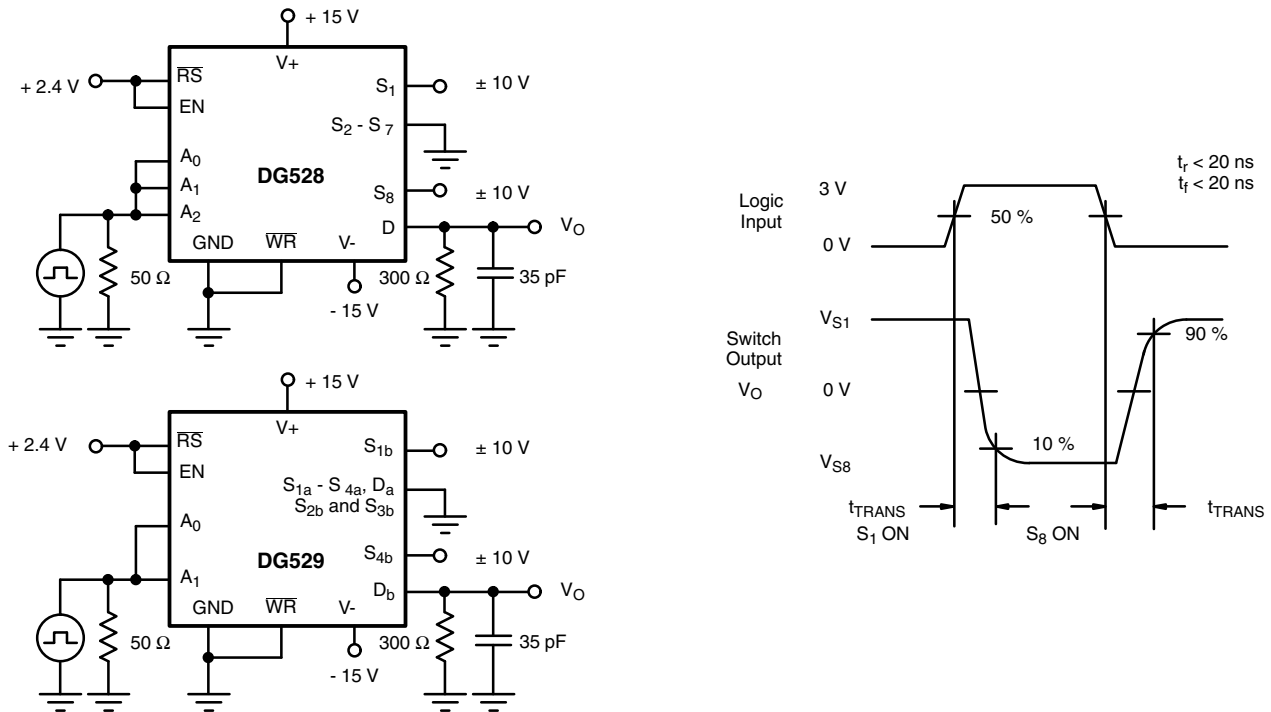 + 15 V
V+
+ 2.4 V
RS
EN
A0
A1
A2
DG528
S1
± 10 V
S2 - S 7
S8
± 10 V
D
VO
GND
WR
V-
50 Ω
- 15 V
300 Ω
35 pF
+ 15 V
V+
+ 2.4 V
RS
EN
A0
A1
DG529
S1b
± 10 V
S1a - S 4a, Da
S2b and S3b
S4b
± 10 V
Db
VO
GND
WR
V-
50 Ω
- 15 V
300 Ω
35 pF
tr < 20 ns
tf < 20 ns
Logic
Input
3 V
50 %
0 V
Switch
Output
VO
VS1
90 %
0 V
10 %
VS8
tTRANS
S1 ON
S8 ON
tTRANS